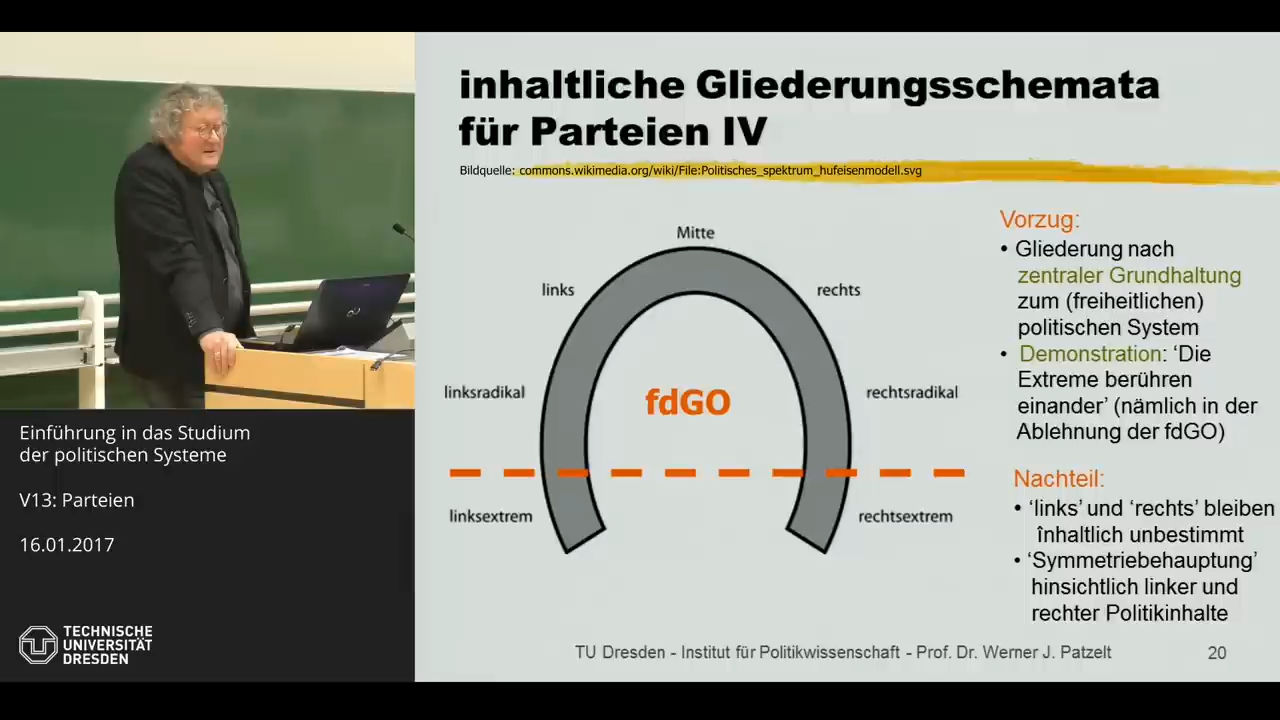 inhaltliche Gliederungsschemata
für Parteien IV
Bildquelle: commons.wikimedia.org/wiki/File:Politisches_spektrum_hufeisenmodell.svg
Mitte
links
rechts
linksradikal
rechtsradikal
fdGO
linksextrem
rechtsextrem
Vorzug:
• Gliederung nach
zentraler Grundhaltung
zum (freiheitlichen)
politischen System
• Demonstration: ‘Die
Extreme berühren
einander’ (nämlich in der
Ablehnung der fdGO)
Nachteil:
• ‘links’ und ‘rechts’ bleiben
inhaltlich unbestimmt
• ‘Symmetriebehauptung’
hinsichtlich linker und
rechter Politikinhalte
TU Dresden - Institut für Politikwissenschaft - Prof. Dr. Werner J. Patzelt
20
Einführung in das Studium
der politischen Systeme
V13: Parteien
16.01.2017
TECHNISCHE
UNIVERSITÄT
DRESDEN